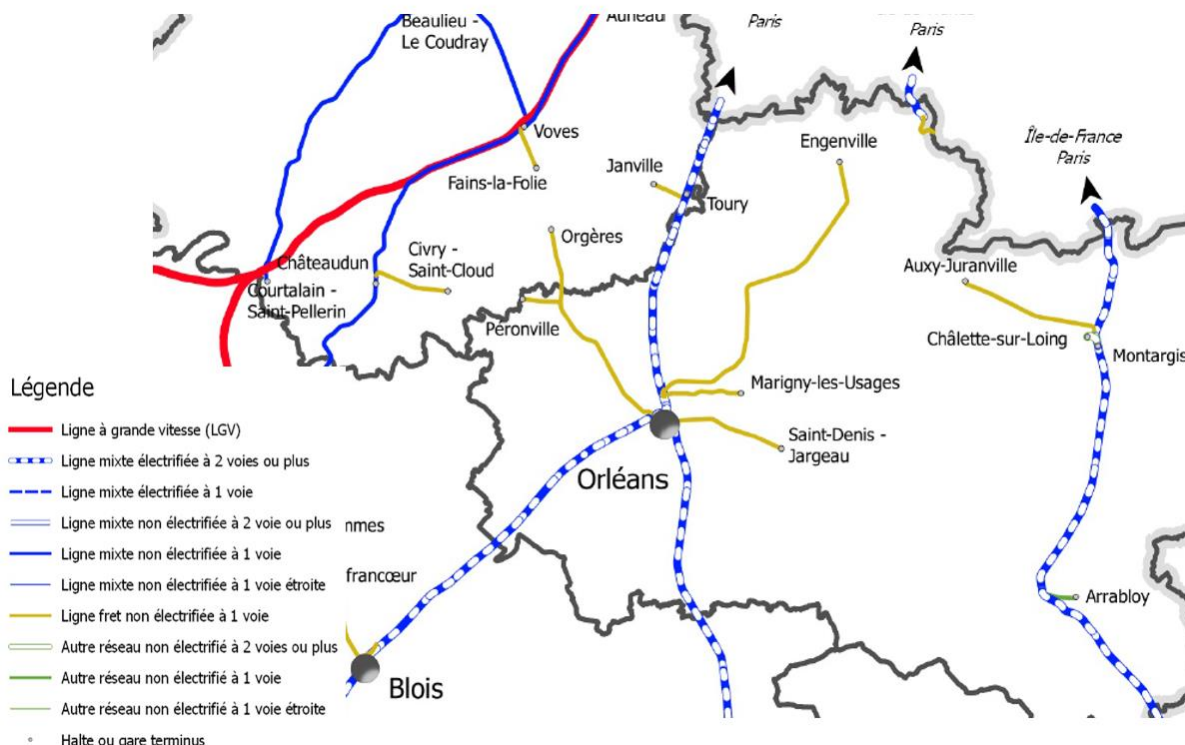 Beaulieu -
Le Coudray
Auneau
Paris
Paris
Île-de-France
Paris
Voves
Fains-la-Folie
Janville
Toury
Engenville
Orgères
Civry -
Saint-Cloud
Châteaudun
Courtalain -
Saint-Pellerin
Péronville
Auxy-Juranville
Châlette-sur-Loing
Montargis
Marigny-les-Usages
Saint-Denis -
Jargeau
Orléans
nmes
francœur
Arrabloy
Blois
Légende
Ligne à grande vitesse (LGV)
Ligne mixte électrifiée à 2 voies ou plus
Ligne mixte électrifiée à 1 voie
Ligne mixte non électrifiée à 2 voie ou plus
Ligne mixte non électrifiée à 1 voie
Ligne mixte non électrifiée à 1 voie étroite
Ligne fret non électrifiée à 1 voie
Autre réseau non électrifié à 2 voies ou plus
Autre réseau non électrifié à 1 voie
Autre réseau non électrifié à 1 voie étroite
Halte ou gare terminus